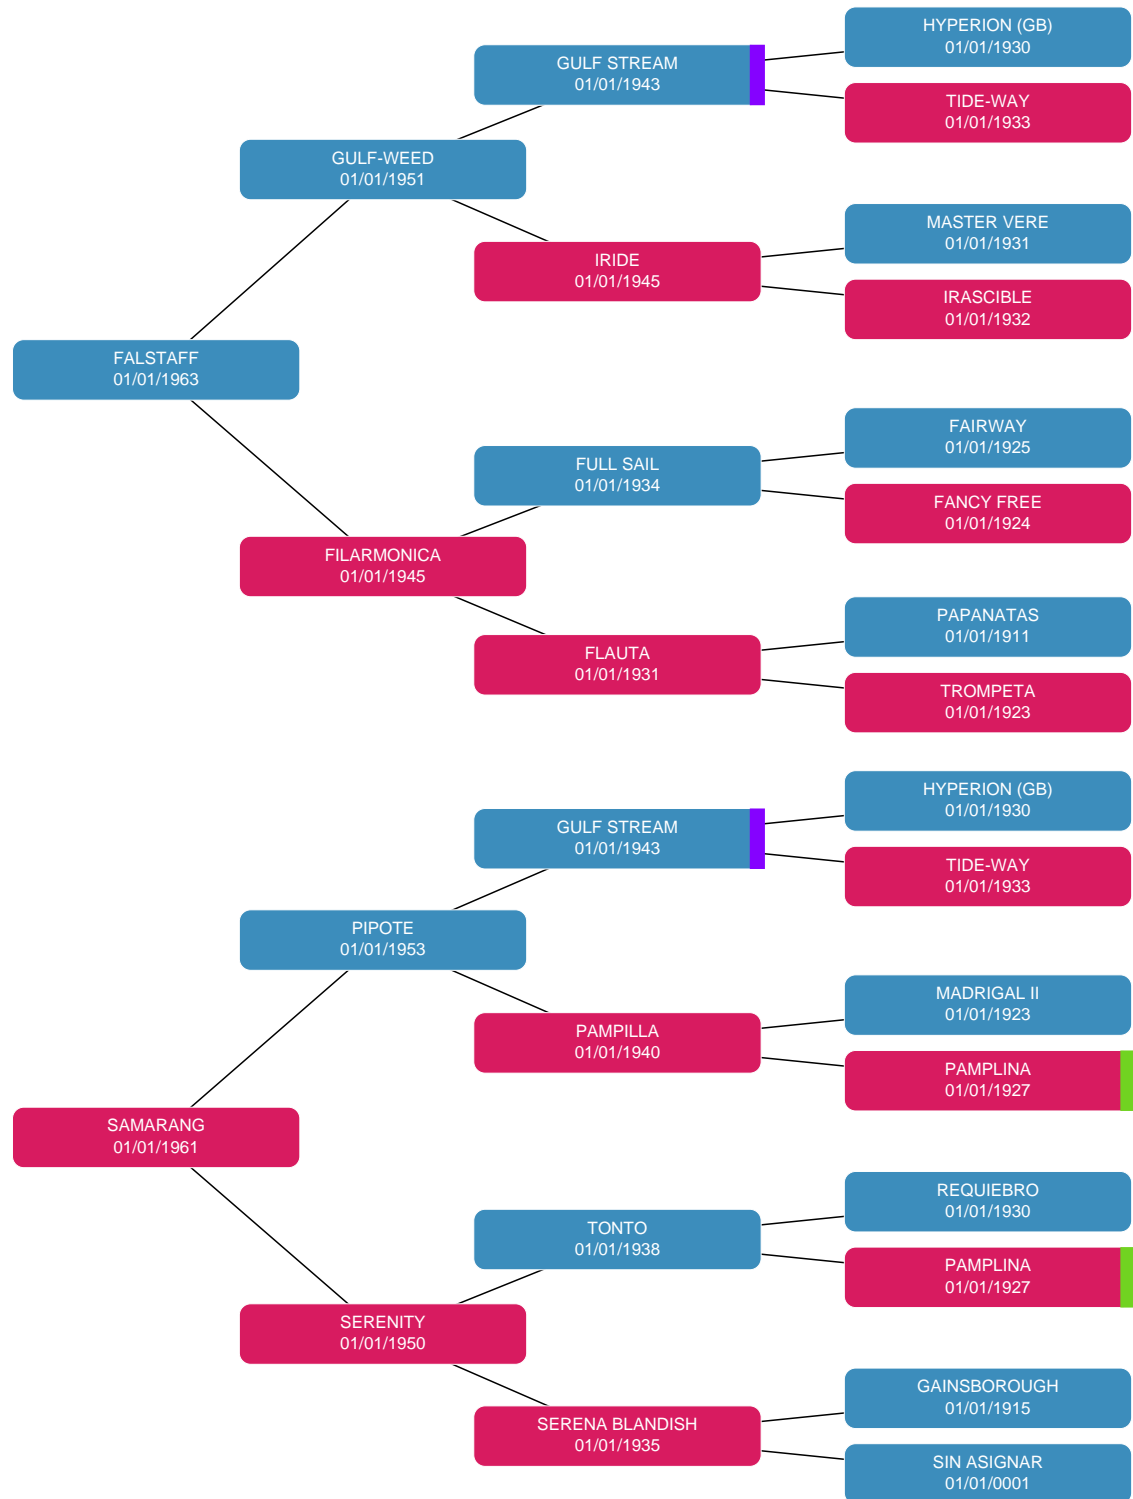 HYPERION (GB)
01/01/1930
GULF STREAM
01/01/1943
TIDE-WAY
01/01/1933
GULF-WEED
01/01/1951
MASTER VERE
01/01/1931
IRIDE
01/01/1945
IRASCIBLE
01/01/1932
FALSTAFF
01/01/1963
FAIRWAY
01/01/1925
FULL SAIL
01/01/1934
FANCY FREE
01/01/1924
FILARMONICA
01/01/1945
PAPANATAS
01/01/1911
FLAUTA
01/01/1931
TROMPETA
01/01/1923
HYPERION (GB)
01/01/1930
GULF STREAM
01/01/1943
TIDE-WAY
01/01/1933
PIPOTE
01/01/1953
MADRIGAL II
01/01/1923
PAMPILLA
01/01/1940
PAMPLINA
01/01/1927
SAMARANG
01/01/1961
REQUIEBRO
01/01/1930
TONTO
01/01/1938
PAMPLINA
01/01/1927
SERENITY
01/01/1950
GAINSBOROUGH
01/01/1915
SERENA BLANDISH
01/01/1935
SIN ASIGNAR
01/01/0001